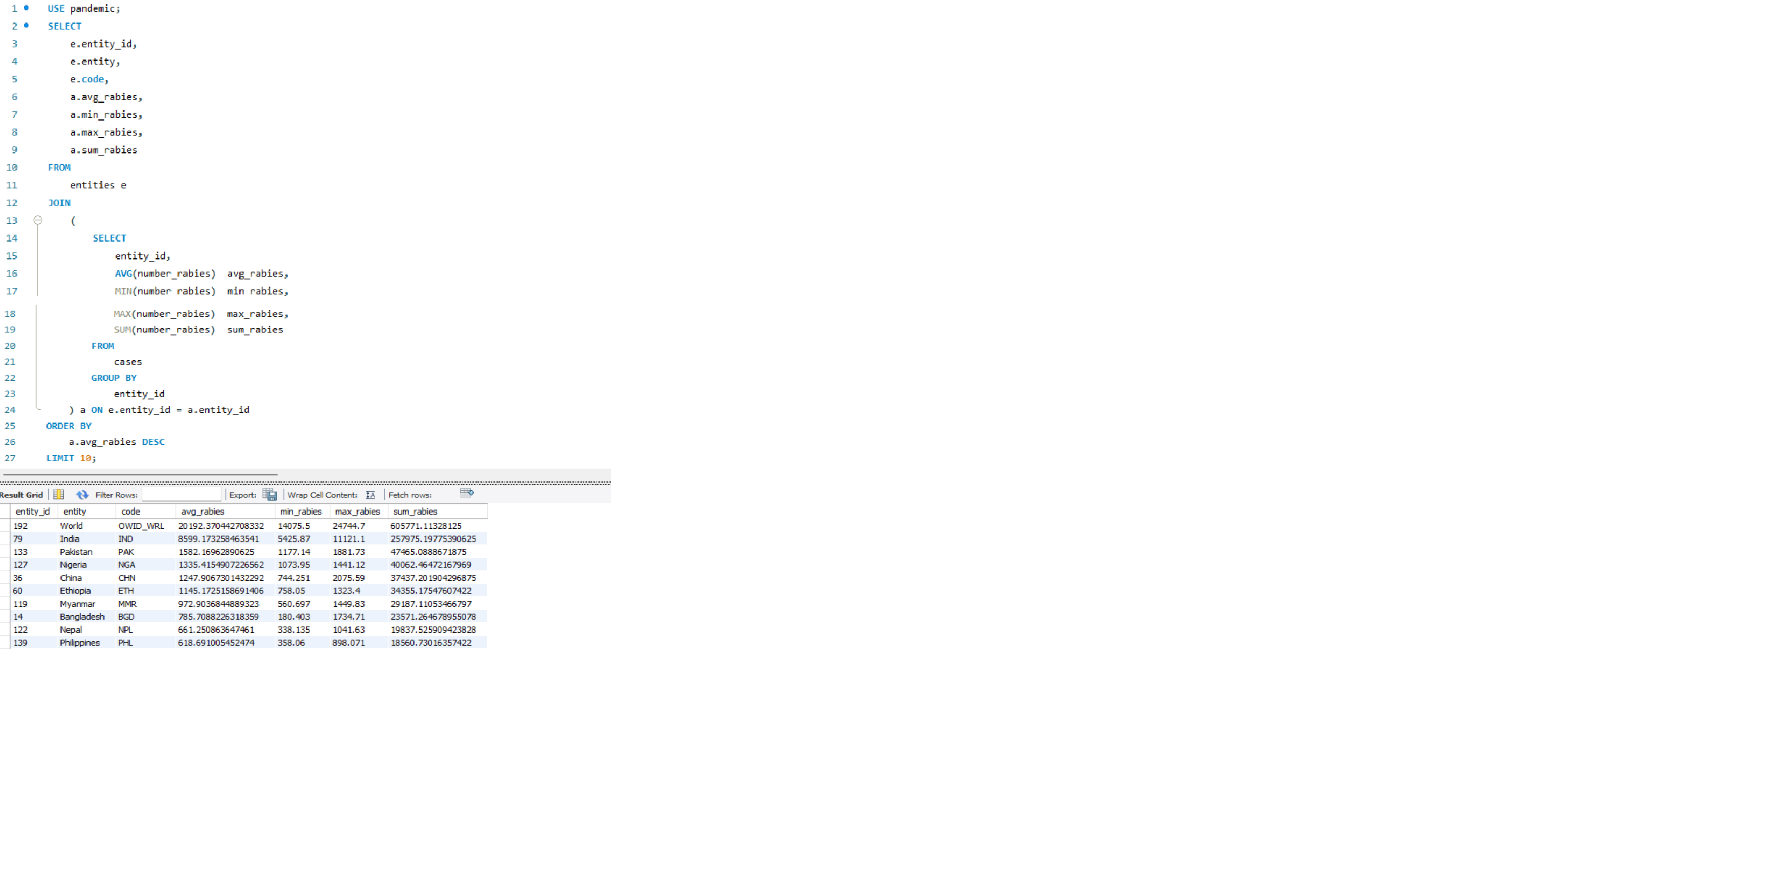 1 USE pandemic;
2 SELECT
3 e.entity_id,
4 e.entity,
5 e.code,
6 a.avg_rabies,
7 a.min_rabies,
8 a.max_rabies,
9 a.sum_rabies
10 FROM
11 entities e
12 JOIN
13 (
14 SELECT
15 entity_id,
16 AVG(number_rabies) avg_rabies,
17 MIN(number rabies) min rabies,
18 MAX(number_rabies) max_rabies,
19 SUM(number_rabies) sum_rabies
20 FROM
21 cases
22 GROUP BY
23 entity_id
24 ) a ON e.entity_id = a.entity_id
25 ORDER BY
26 a.avg_rabies DESC
27 LIMIT 10;
Result Grid Filter Rows: Export: Wrap Cell Content: Fetch rows:
entity_id entity code avg_rabies min_rabies max_rabies sum_rabies
192 World OWID_WRL 20192.370442708332 14075.5 24744.7 605771.11328125
79 India IND 8599.173258463541 5425.87 11121.1 257975.19775390625
133 Pakistan PAK 1582.16962890625 1177.14 1881.73 47465.0888671875
127 Nigeria NGA 1335.4154907226562 1073.95 1441.12 40062.46472167969
36 China CHN 1247.9067301432292 744.251 2075.59 37437.201904296875
60 Ethiopia ETH 1145.1725158691406 758.05 1323.4 34355.17547607422
119 Myanmar MMR 972.9036844889323 560.697 1449.83 29187.11053466797
14 Bangladesh BGD 785.7088226318359 180.403 1734.71 23571.264678955078
122 Nepal NPL 661.250863647461 338.135 1041.63 19837.525909423828
139 Philippines PHL 618.691005452474 358.06 898.071 18560.73016357422